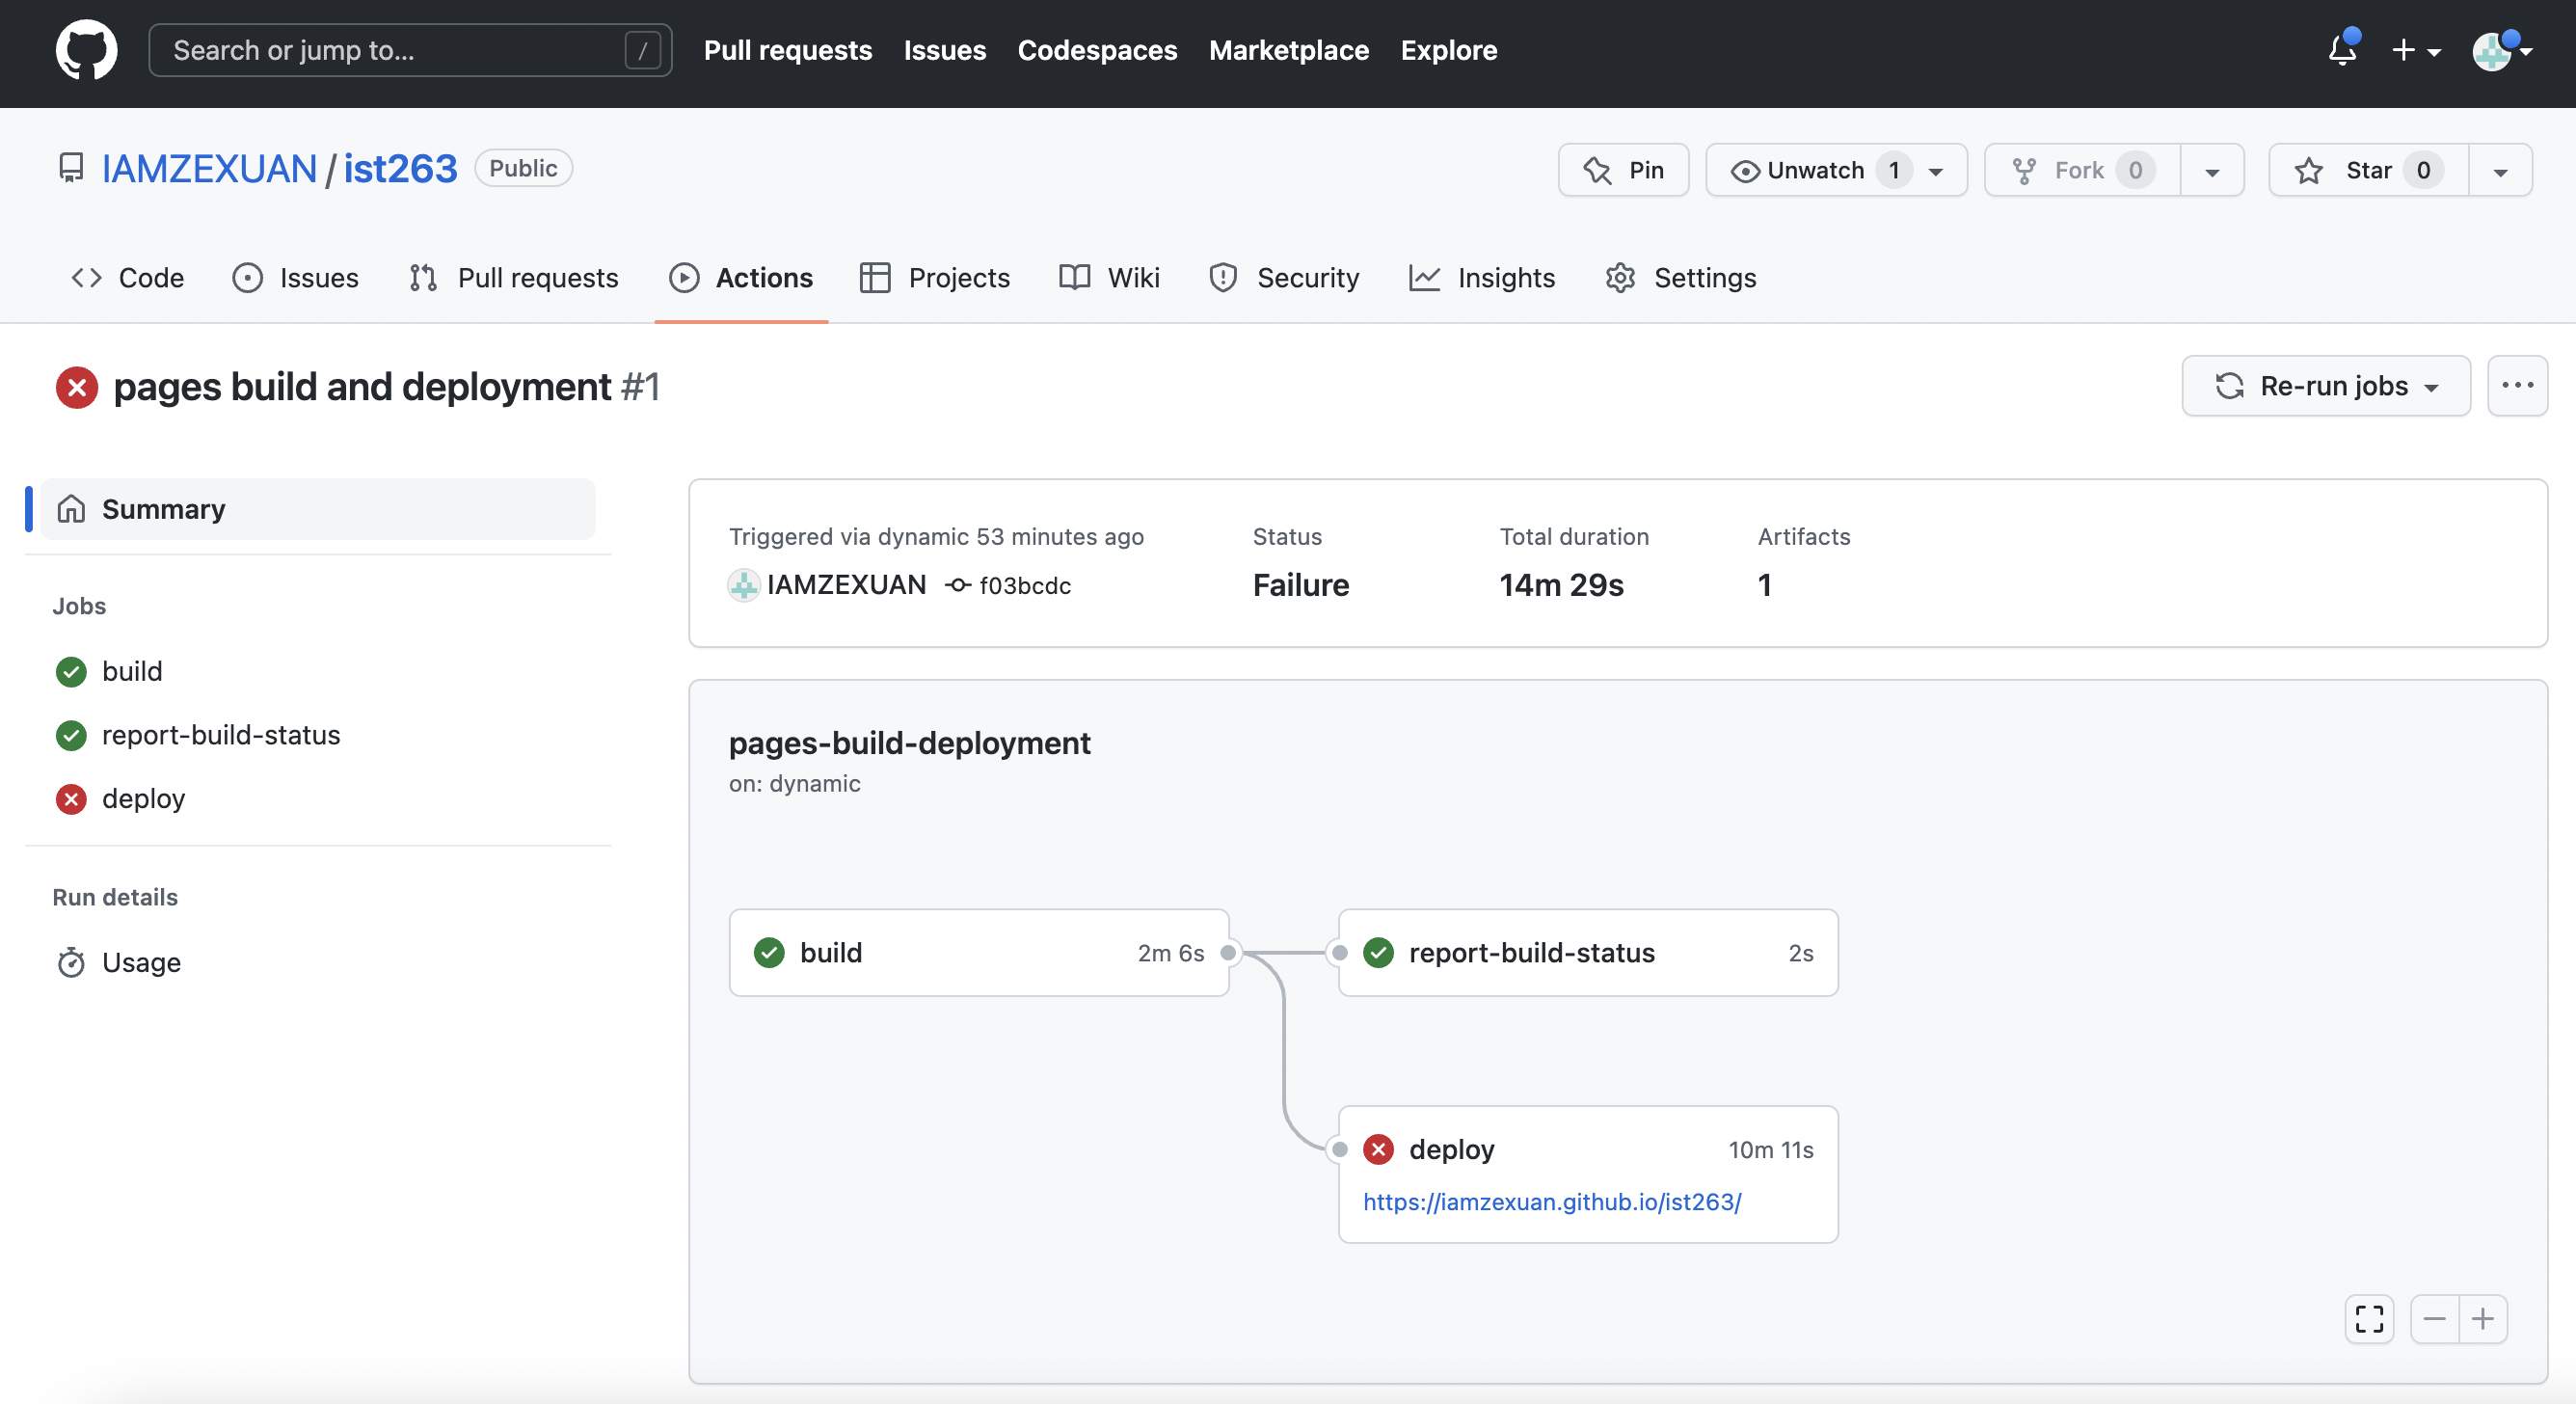 Search or jump to... / Pull requests Issues Codespaces Marketplace Explore
IAMZEXUAN / ist263 Public Pin Unwatch 1 Fork 0 Star 0
Code Issues Pull requests Actions Projects Wiki Security Insights Settings
pages build and deployment #1 Re-run jobs
Summary
Jobs
build
report-build-status
deploy
Run details
Usage
Triggered via dynamic 53 minutes ago Status Total duration Artifacts
IAMZEXUAN f03bcdc Failure 14m 29s 1
pages-build-deployment
on: dynamic
build 2m 6s report-build-status 2s
deploy 10m 11s
https://iamzexuan.github.io/ist263/